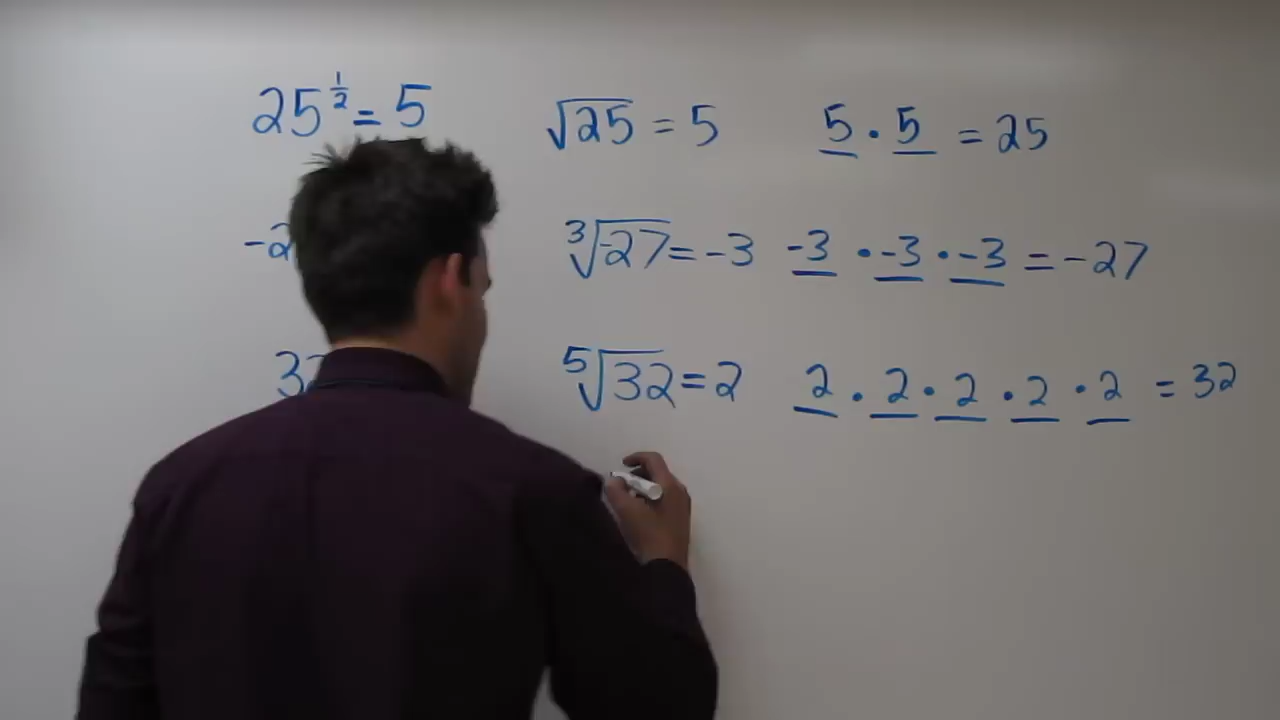 25^{1/2} = 5 √25 = 5 5 · 5 = 25
-2 ∛-27 = -3 -3 · -3 · -3 = -27
32 ⁵√32 = 2 2 · 2 · 2 · 2 · 2 = 32